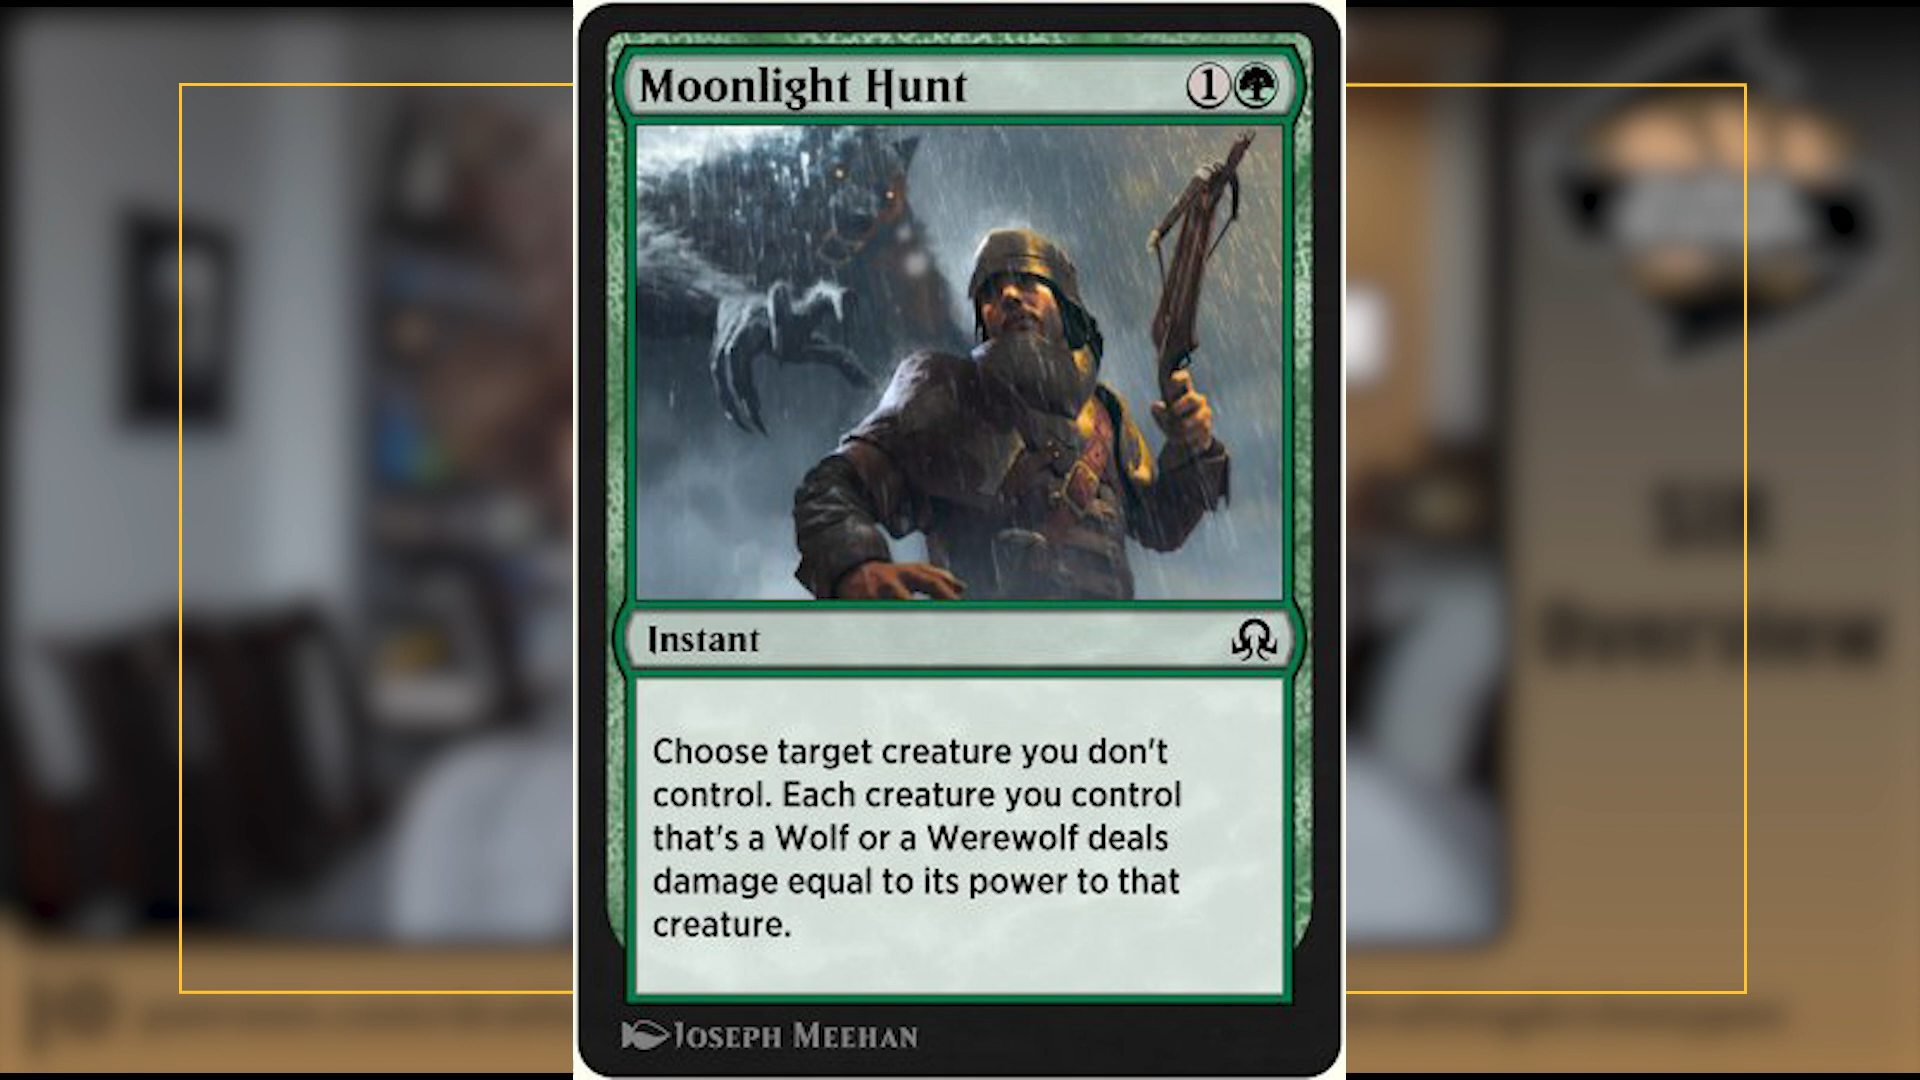 Moonlight Hunt 1
Instant
Choose target creature you don't
control. Each creature you control
that's a Wolf or a Werewolf deals
damage equal to its power to that
creature.
Joseph Meehan